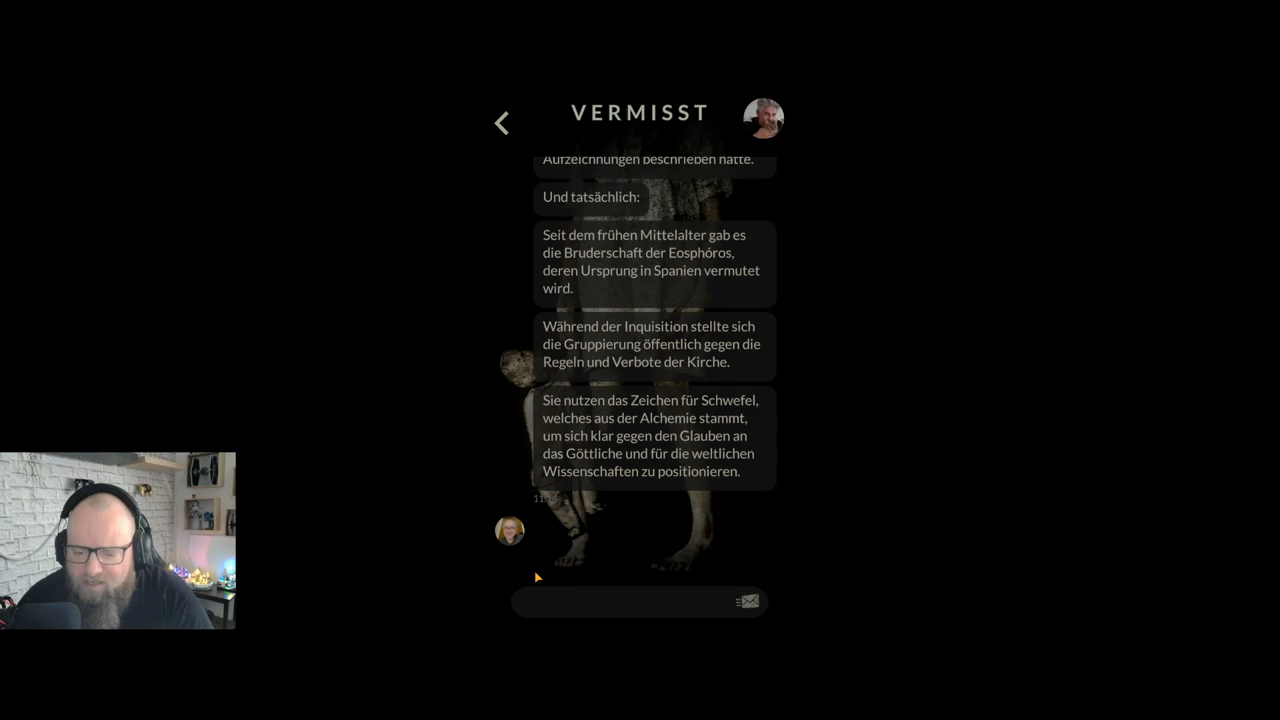 VERMISST
Aufzeichnungen beschrieben hatte.
Und tatsächlich:
Seit dem frühen Mittelalter gab es
die Bruderschaft der Eosphóros,
deren Ursprung in Spanien vermutet
wird.
Während der Inquisition stellte sich
die Gruppierung öffentlich gegen die
Regeln und Verbote der Kirche.
Sie nutzen das Zeichen für Schwefel,
welches aus der Alchemie stammt,
um sich klar gegen den Glauben an
das Göttliche und für die weltlichen
Wissenschaften zu positionieren.